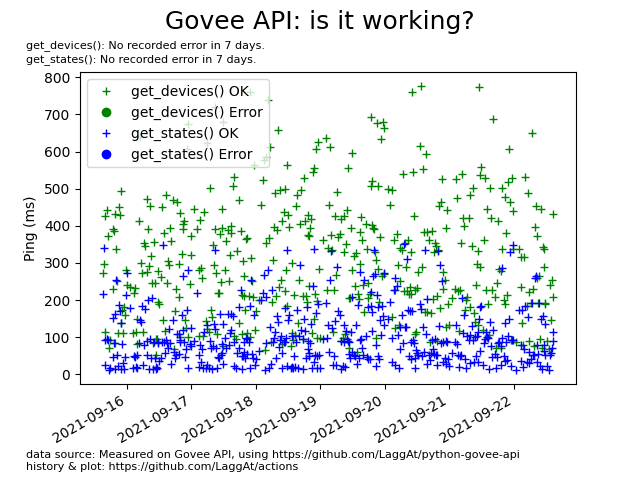 Govee API: is it working?
get_devices(): No recorded error in 7 days.
get_states(): No recorded error in 7 days.
get_devices() OK
get_devices() Error
get_states() OK
get_states() Error
Ping (ms)
800
700
600
500
400
300
200
100
0
2021-09-16
2021-09-17
2021-09-18
2021-09-19
2021-09-20
2021-09-21
2021-09-22
data source: Measured on Govee API, using https://github.com/LaggAt/python-govee-api
history & plot: https://github.com/LaggAt/actions